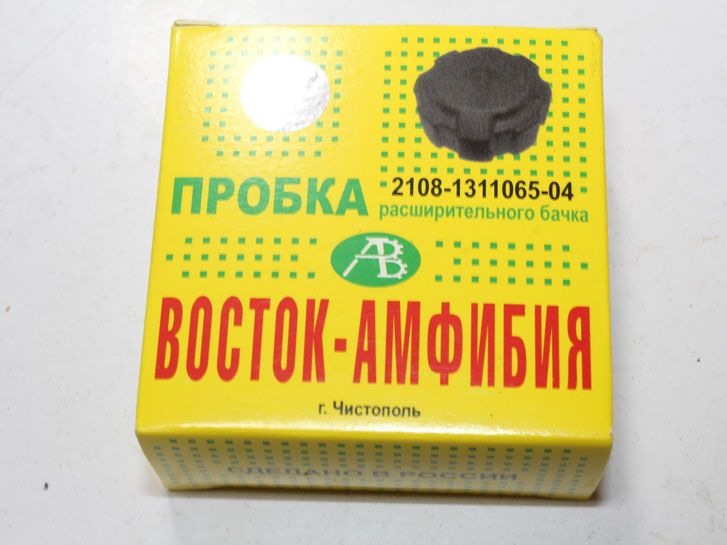 2108-1311065-04
ПРОБКА расширительного бачка
АВ
ВОСТОК-АМФИБИЯ
г. Чистополь
СДЕЛАНО В РОССИИ